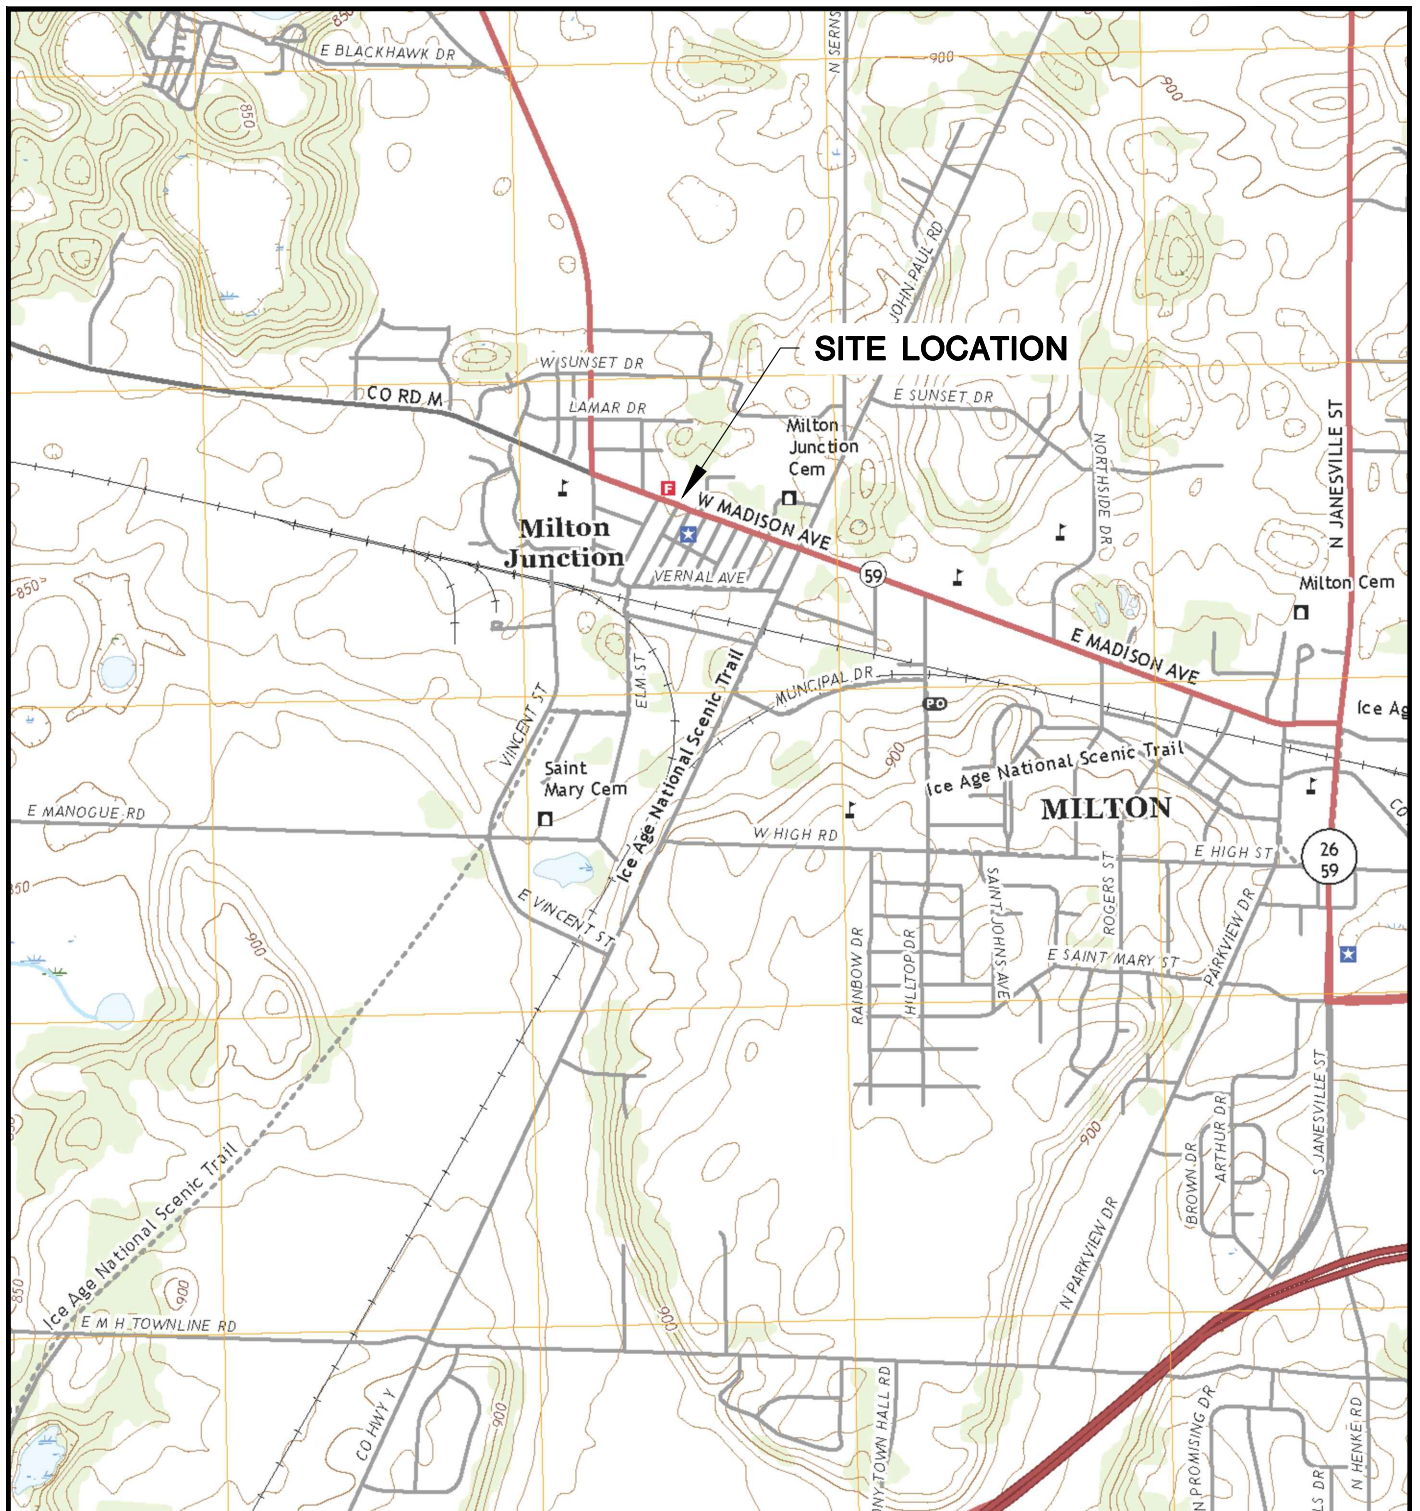 850
E BLACKHAWK DR
N SERNS
900
900
850
JOHN PAUL RD
SITE LOCATION
W SUNSET DR
CO RD M
LAMAR DR
E SUNSET DR
Milton
Junction
Cem
N JANESVILLE ST
NORTHSIDE DR
F
W MADISON AVE
Milton
Junction
VERNAL AVE
59
850
Milton Cem
E MADISON AVE
ELM ST
MUNCIPAL DR
VINCENT ST
PO
Ice Ag
900
Ice Age National Scenic Trail
Ice Age National Scenic Trail
Saint
Mary Cem
MILTON
CO
E MANOGUE RD
W HIGH RD
E HIGH ST
26
59
850
SAINT JOHNS AVE
ROGERS ST
PARKVIEW DR
E VINCENT ST
900
RAINBOW DR
HILLTOP DR
E SAINT MARY ST
S JANESVILLE ST
ARTHUR DR
BROWN DR
900
Ice Age National Scenic Trail
N PARKVIEW DR
850
900
900
E M H TOWNLINE RD
CO HWY Y
900
NY TOWN HALL RD
N PROMISING DR
N HENKE RD
LS DR